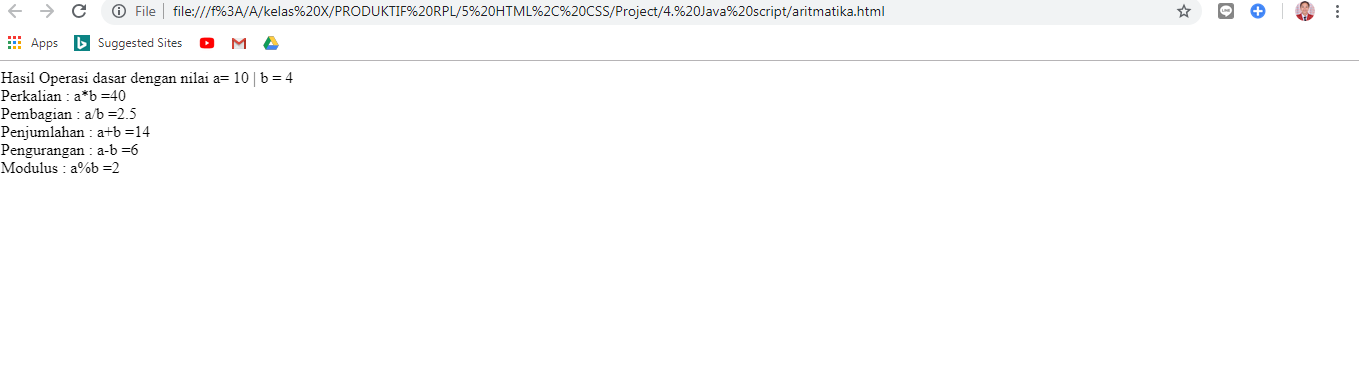 File | file:///f%3A/A/kelas%20X/PRODUKTIF%20RPL/5%20HTML%2C%20CSS/Project/4.%20Java%20script/aritmatika.html
Apps Suggested Sites
Hasil Operasi dasar dengan nilai a= 10 | b = 4
Perkalian : a*b =40
Pembagian : a/b =2.5
Penjumlahan : a+b =14
Pengurangan : a-b =6
Modulus : a%b =2